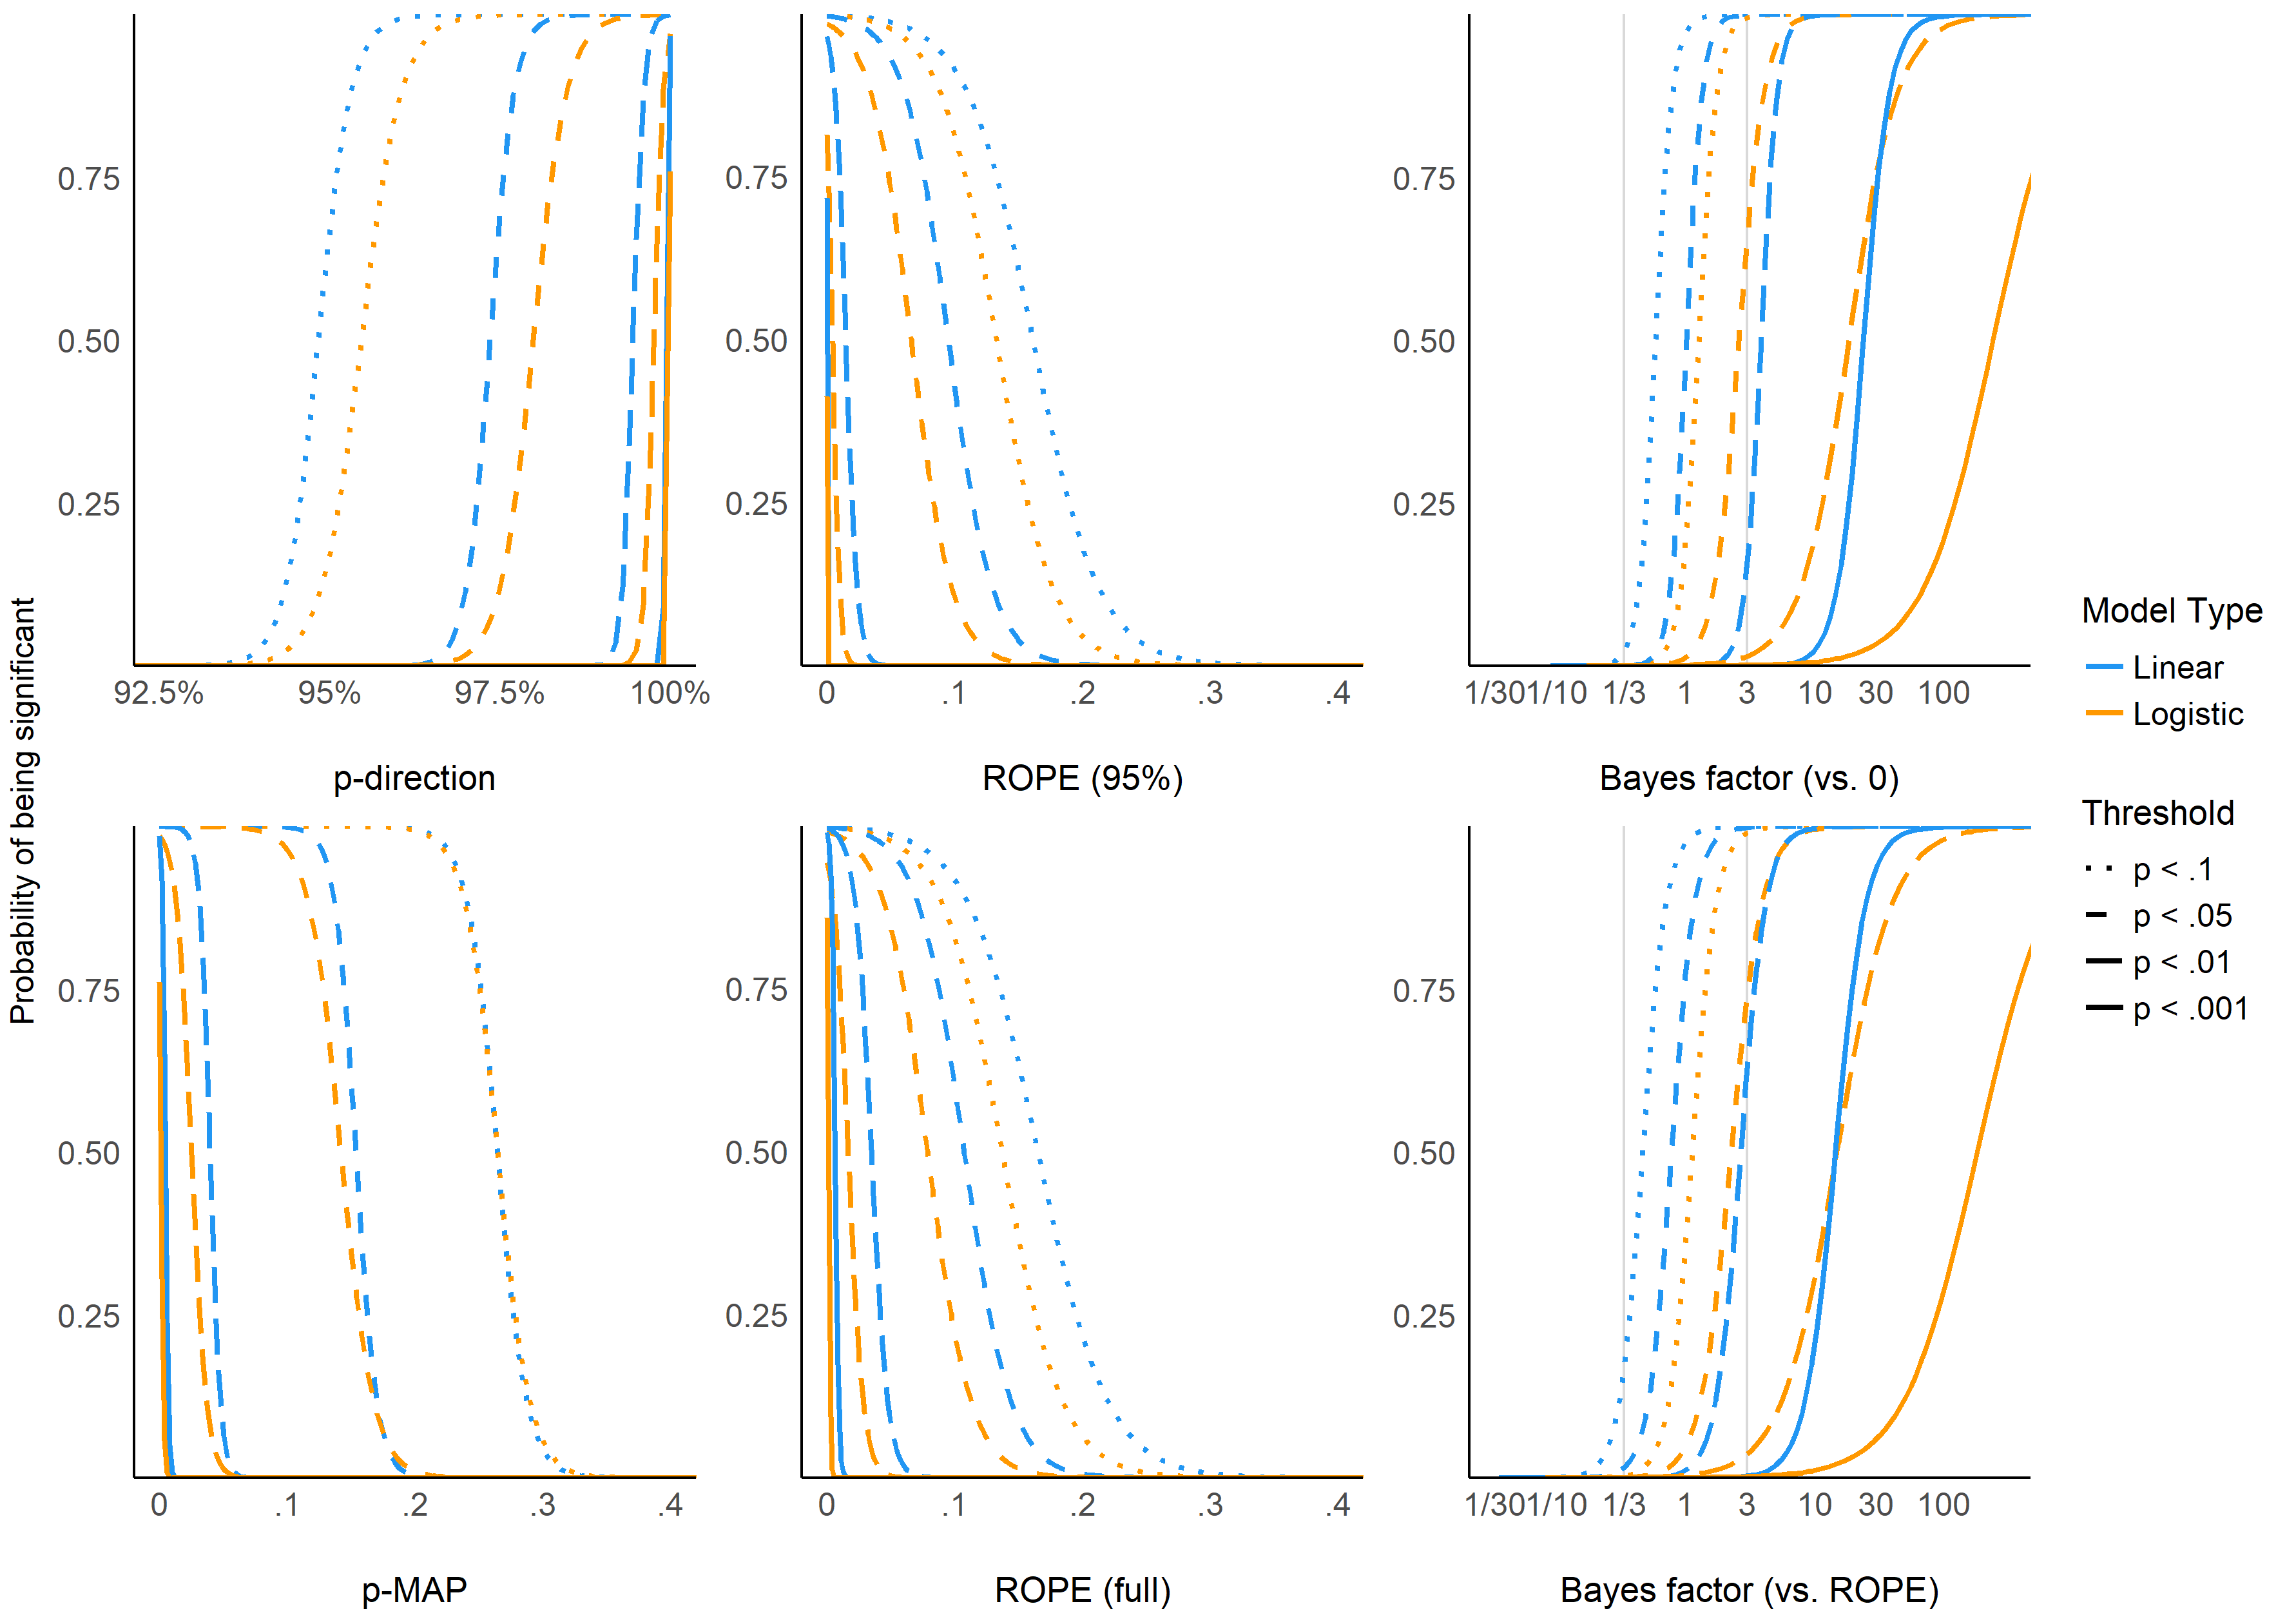 Probability of being significant
0.75
0.50
0.25
92.5% 95% 97.5% 100%
p-direction
0.75
0.50
0.25
0 .1 .2 .3 .4
ROPE (95%)
0.75
0.50
0.25
1/30 1/10 1/3 1 3 10 30 100
Bayes factor (vs. 0)
0.75
0.50
0.25
0 .1 .2 .3 .4
p-MAP
0.75
0.50
0.25
0 .1 .2 .3 .4
ROPE (full)
0.75
0.50
0.25
1/30 1/10 1/3 1 3 10 30 100
Bayes factor (vs. ROPE)
Model Type
Linear
Logistic
Threshold
p < .1
p < .05
p < .01
p < .001